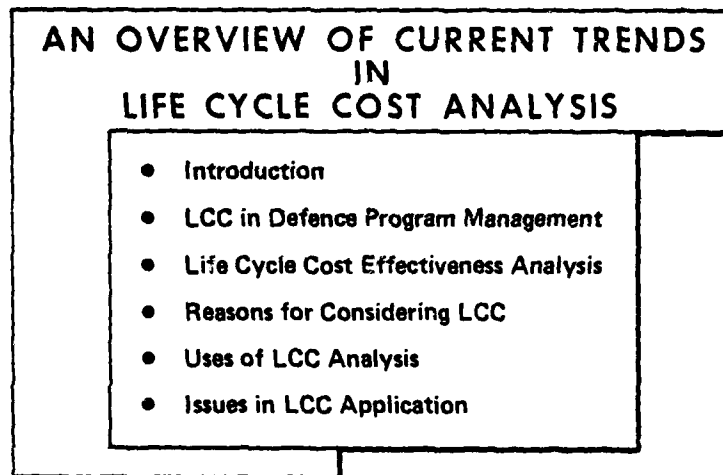 AN OVERVIEW OF CURRENT TRENDS
IN
LIFE CYCLE COST ANALYSIS
• Introduction
• LCC in Defence Program Management
• Life Cycle Cost Effectiveness Analysis
• Reasons for Considering LCC
• Uses of LCC Analysis
• Issues in LCC Application